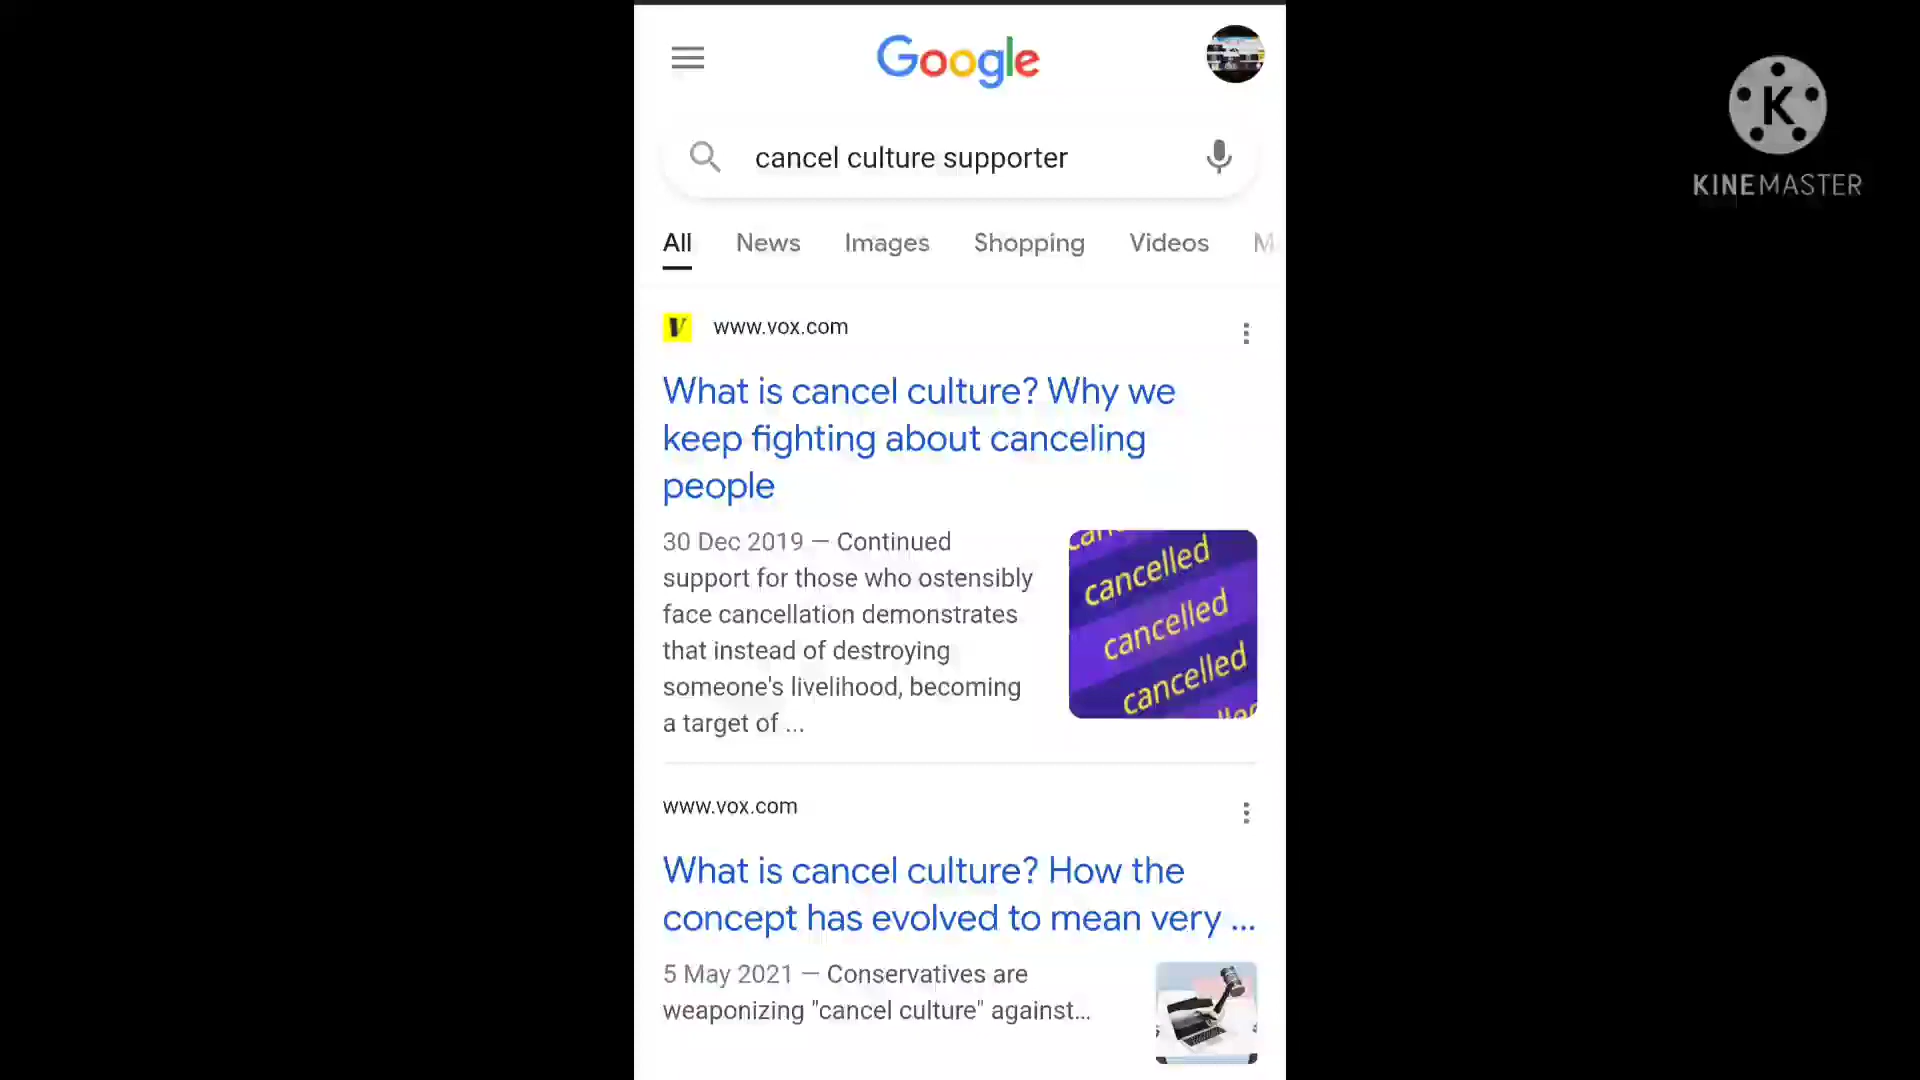 Google
K
KINEMASTER
cancel culture supporter
All News Images Shopping Videos
V www.vox.com
What is cancel culture? Why we
keep fighting about canceling
people
30 Dec 2019 — Continued
support for those who ostensibly
face cancellation demonstrates
that instead of destroying
someone's livelihood, becoming
a target of ...
cancelled
cancelled
cancelled
www.vox.com
What is cancel culture? How the
concept has evolved to mean very ...
5 May 2021 — Conservatives are
weaponizing "cancel culture" against...